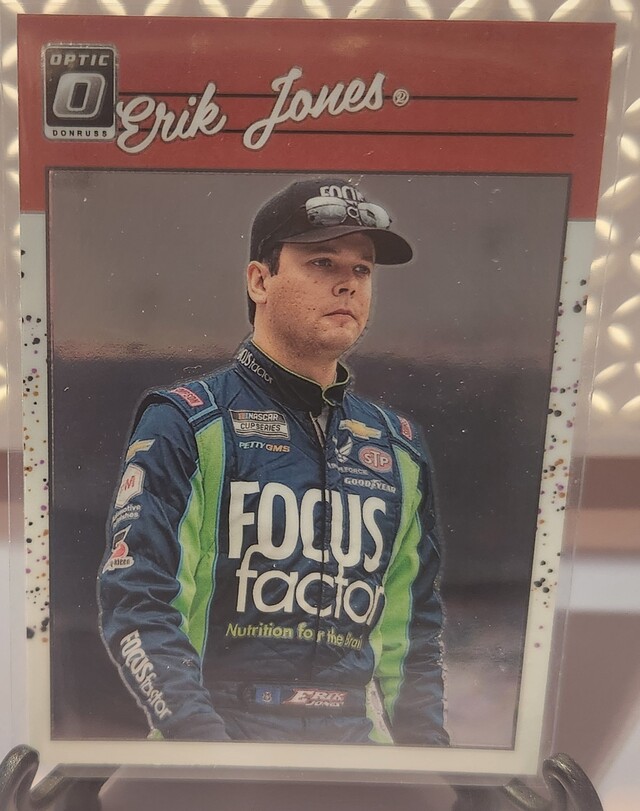 OPTIC
O
DONRUSS
Erik Jones®
FOCUS
FOCUS factor
NASCAR
CUP SERIES
PETTY GMS
STP
GOODYEAR
FOCUS
factor
Nutrition for the Brain
FOCUS factor
ERIK
JONES